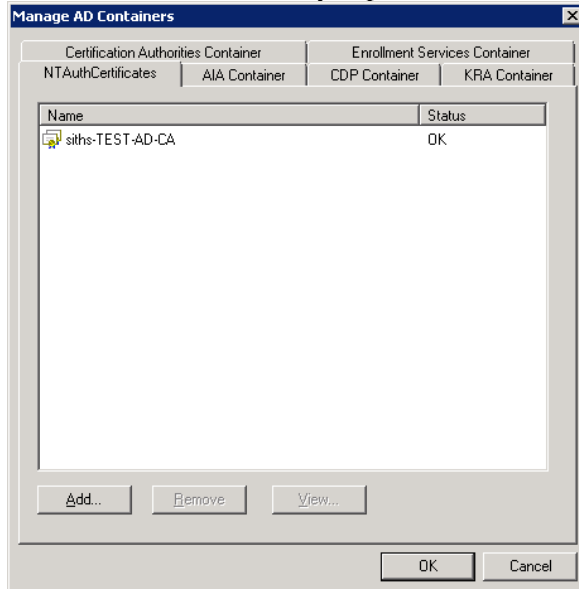 Manage AD Containers
Certification Authorities Container Enrollment Services Container
NTAuthCertificates AIA Container CDP Container KRA Container
Name Status
siths-TEST-AD-CA OK
Add... Remove View...
OK Cancel